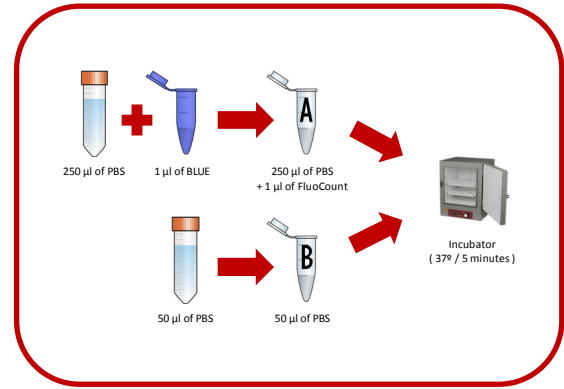 A
250 µl of PBS
1 µl of BLUE
250 µl of PBS
+ 1 µl of FluoCount
Incubator
( 37º / 5 minutes )
B
50 µl of PBS
50 µl of PBS